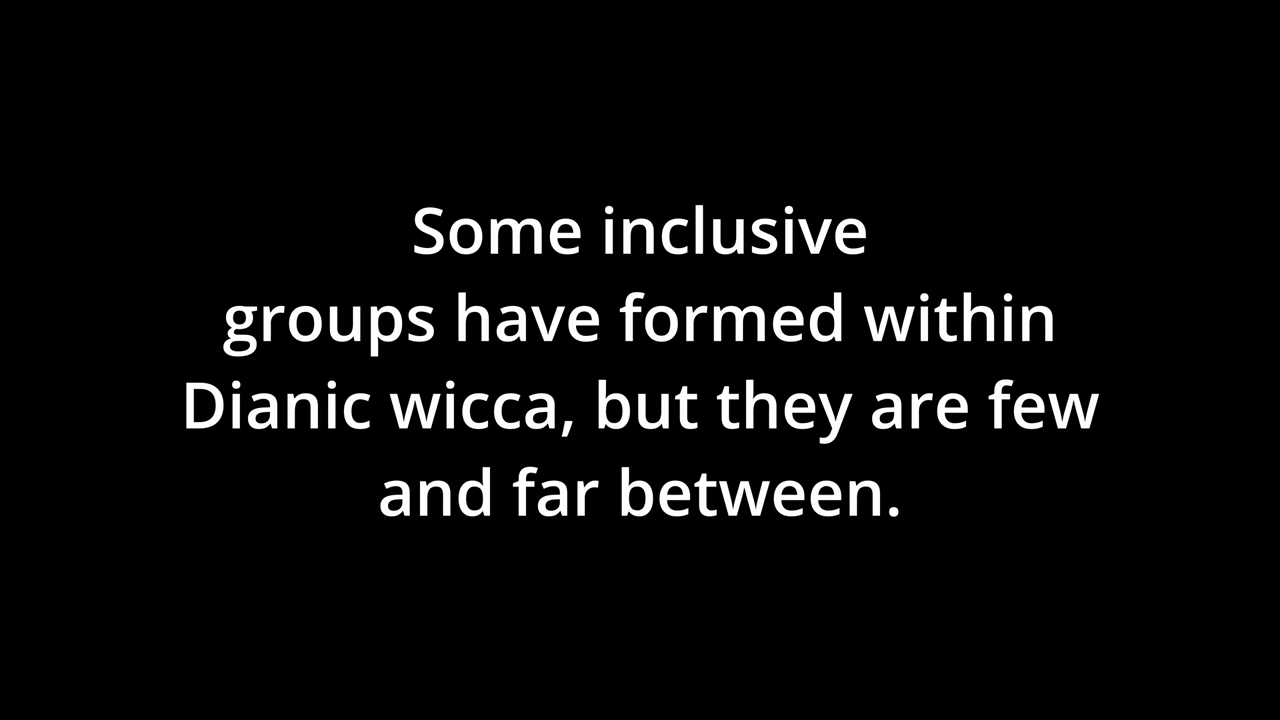 Some inclusive
groups have formed within
Dianic wicca, but they are few
and far between.